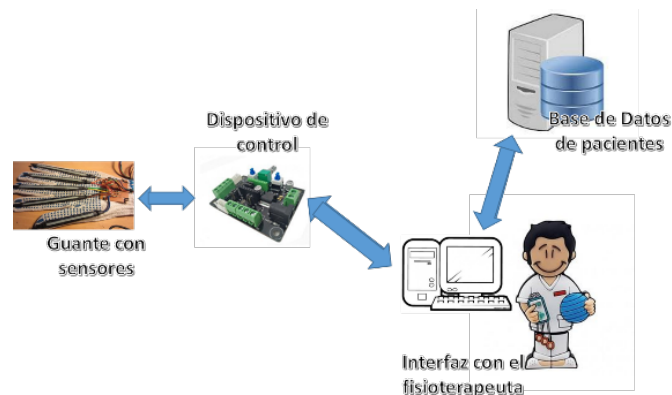 Base de Datos
de pacientes
Dispositivo de
control
Guante con
sensores
Interfaz con el
fisioterapeuta